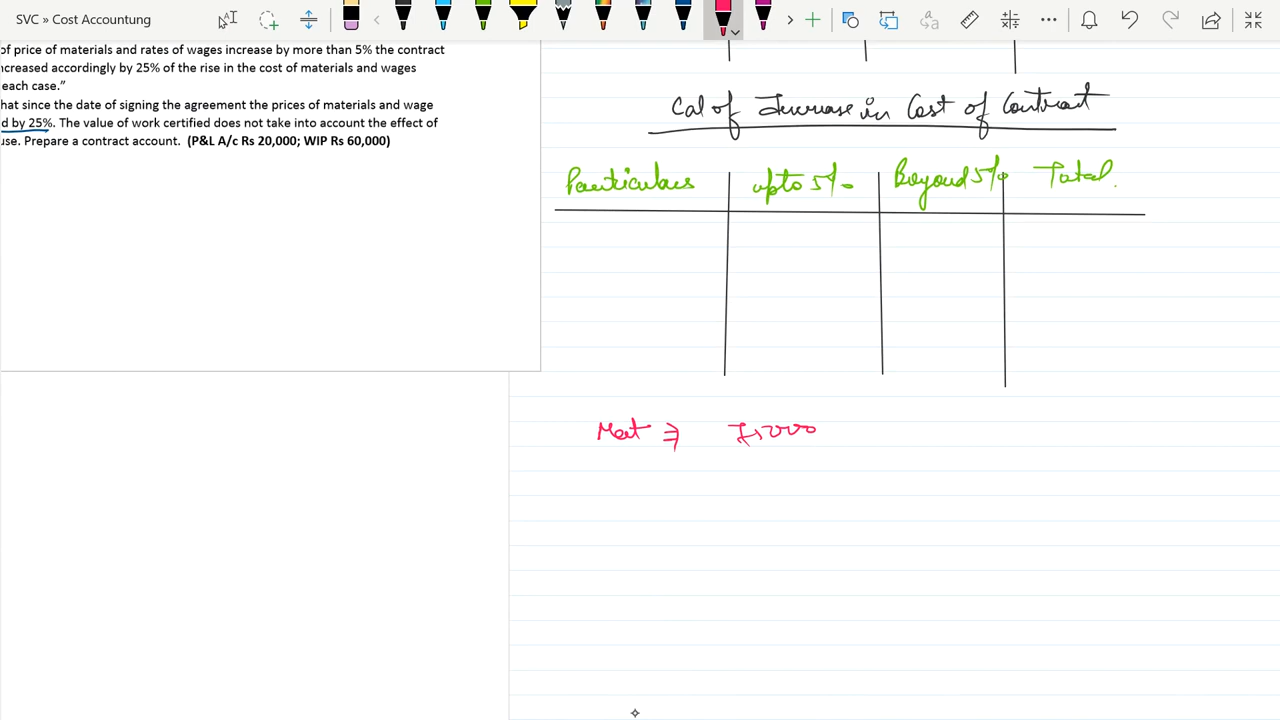 SVC » Cost Accountung
of price of materials and rates of wages increase by more than 5% the contract
ncreased accordingly by 25% of the rise in the cost of materials and wages
each case.”
hat since the date of signing the agreement the prices of materials and wage
d by 25%. The value of work certified does not take into account the effect of
use. Prepare a contract account. (P&L A/c Rs 20,000; WIP Rs 60,000)
Cal of Increase in Cost of Contract
Particulars upto 5% Beyond 5% Total.
Mat ⇒